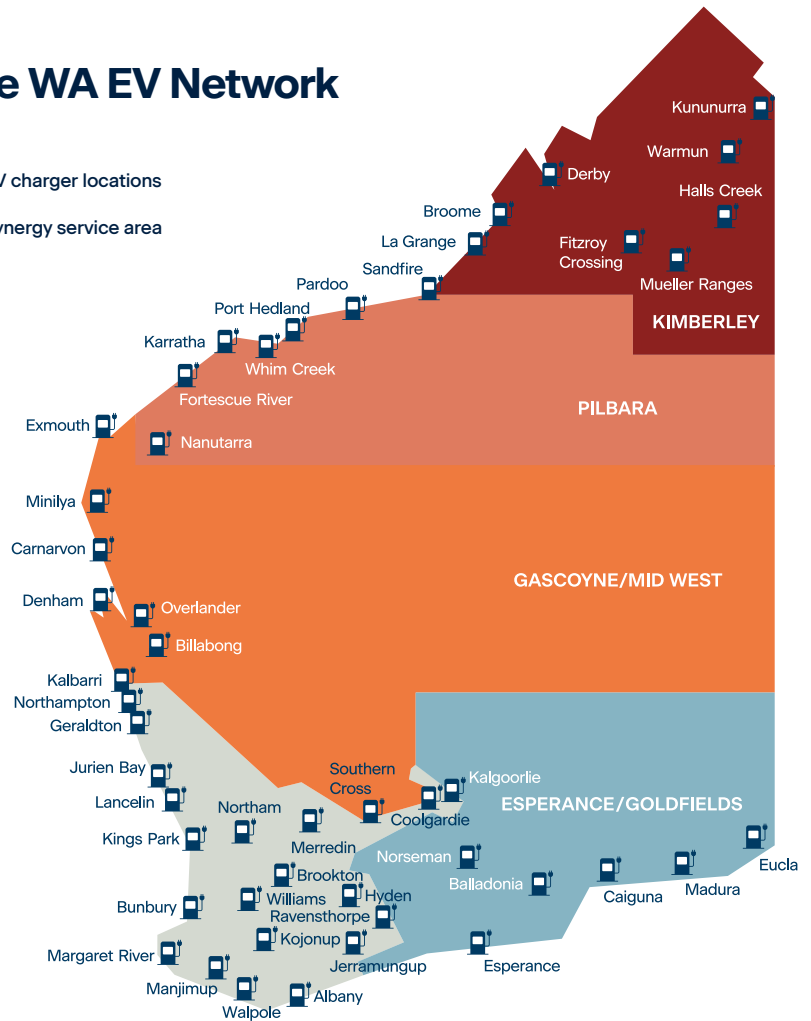 e WA EV Network
V charger locations
ynergy service area
Kununurra
Warmun
Derby
Halls Creek
Broome
La Grange
Fitzroy
Crossing
Sandfire
Mueller Ranges
Pardoo
Port Hedland
KIMBERLEY
Karratha
Whim Creek
Fortescue River
PILBARA
Exmouth
Nanutarra
Minilya
Carnarvon
GASCOYNE/MID WEST
Denham
Overlander
Billabong
Kalbarri
Northampton
Geraldton
Jurien Bay
Southern
Cross
Kalgoorlie
Lancelin
Northam
ESPERANCE/GOLDFIELDS
Coolgardie
Kings Park
Merredin
Norseman
Eucla
Brookton
Balladonia
Madura
Caiguna
Williams
Hyden
Bunbury
Ravensthorpe
Kojonup
Margaret River
Jerramungup
Esperance
Manjimup
Albany
Walpole